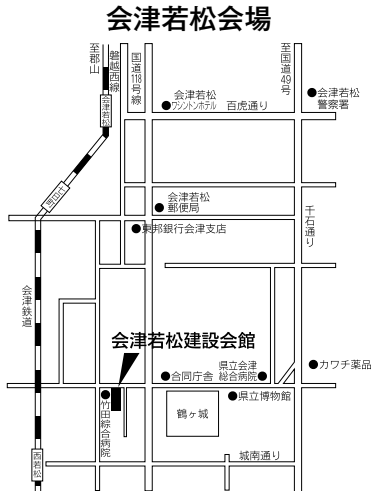 会津若松会場
至郡山
磐越西線
国道118号線
至国道49号
会津若松
会津若松
ワシントンホテル
百虎通り
会津若松
警察署
七日町
会津若松
郵便局
千石通り
東邦銀行会津支店
会津鉄道
会津若松建設会館
合同庁舎
県立会津
総合病院
カワチ薬品
竹田綜合病院
県立博物館
鶴ヶ城
西若松
城南通り